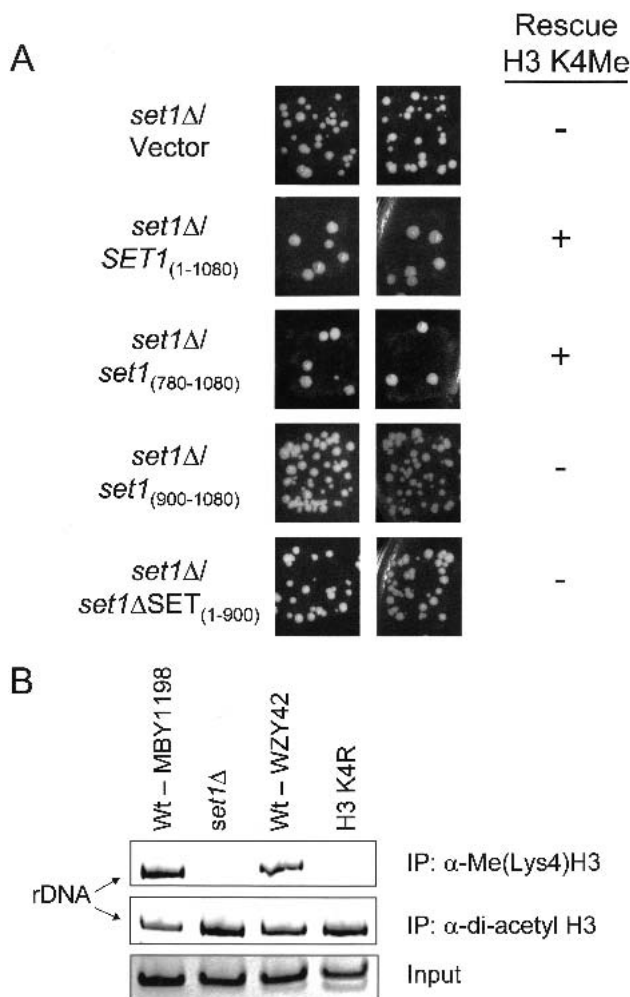 A
Rescue
H3 K4Me
set1Δ/
Vector
-
set1Δ/
SET1(1-1080)
+
set1Δ/
set1(780-1080)
+
set1Δ/
set1(900-1080)
-
set1Δ/
set1ΔSET(1-900)
-
B
Wt – MBY1198
set1Δ
Wt – WZY42
H3 K4R
rDNA
IP: α-Me(Lys4)H3
IP: α-di-acetyl H3
Input